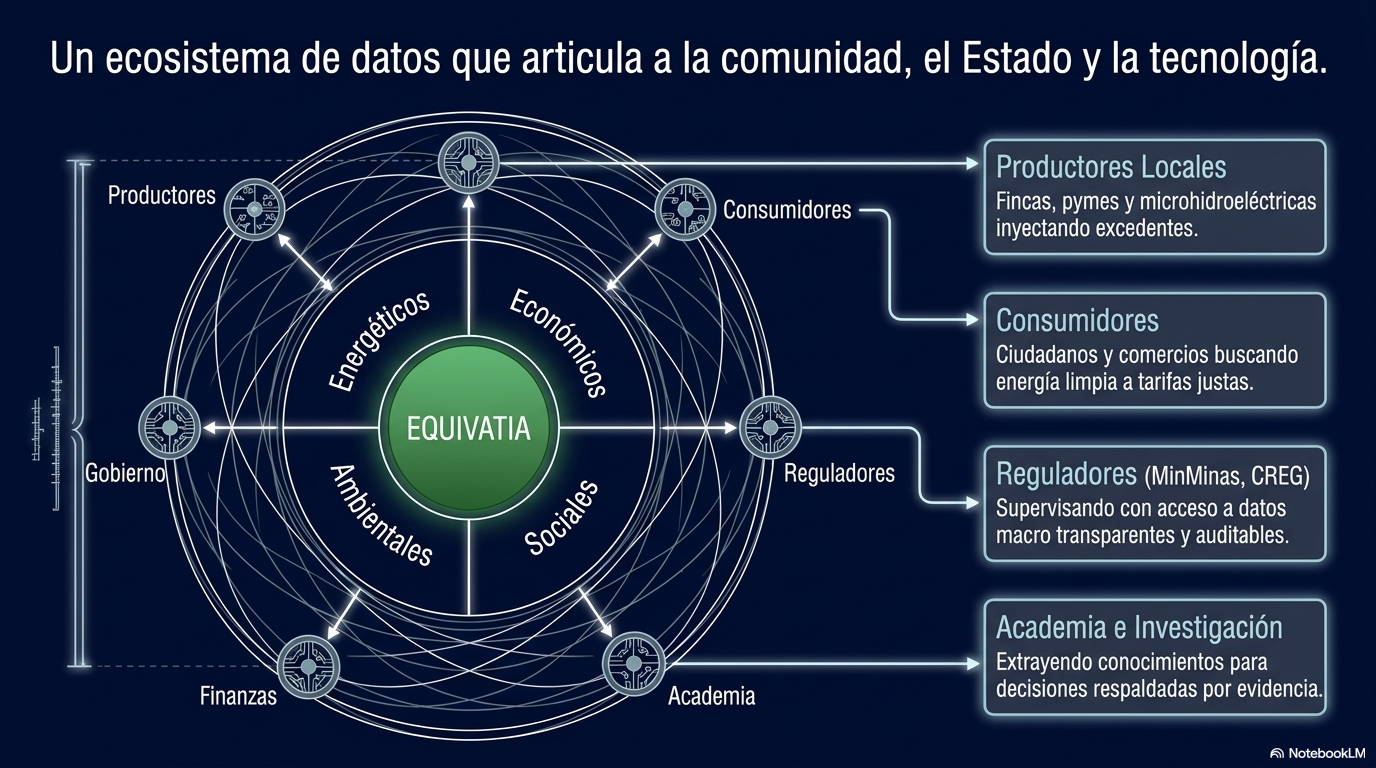 Un ecosistema de datos que articula a la comunidad, el Estado y la tecnología.
Productores
Consumidores
Gobierno
Reguladores
Finanzas
Academia
Energéticos
Económicos
Ambientales
Sociales
EQUIVATIA
Productores Locales
Fincas, pymes y microhidroeléctricas
inyectando excedentes.
Consumidores
Ciudadanos y comercios buscando
energía limpia a tarifas justas.
Reguladores (MinMinas, CREG)
Supervisando con acceso a datos
macro transparentes y auditables.
Academia e Investigación
Extrayendo conocimientos para
decisiones respaldadas por evidencia.
NotebookLM